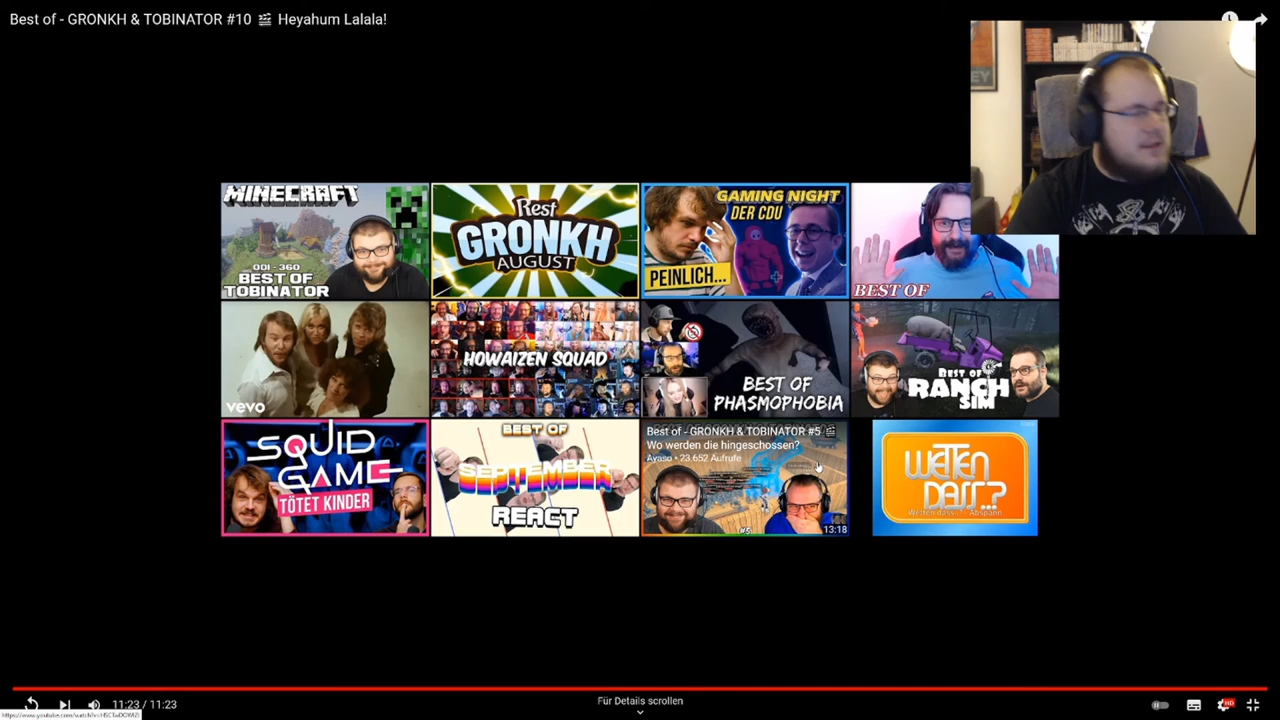 Best of - GRONKH & TOBINATOR #10 🎬 Heyahum Lalala!
MINECRAFT
001 - 360
BEST OF
TOBINATOR
Best
GRONKH
AUGUST
GAMING NIGHT
DER CDU
PEINLICH...
BEST OF
vevo
HOWAIZEN SQUAD
BEST OF
PHASMOPHOBIA
BEST OF
RANCH
SIM
SQUID
GAME
TÖTET KINDER
BEST OF
SEPTEMBER
REACT
Best of - GRONKH & TOBINATOR #5 🎬
Wo werden die hingeschossen?
Ayaso • 23.652 Aufrufe
#5
13:18
WETTEN
DASS..?
11:23 / 11:23
Für Details scrollen
HD